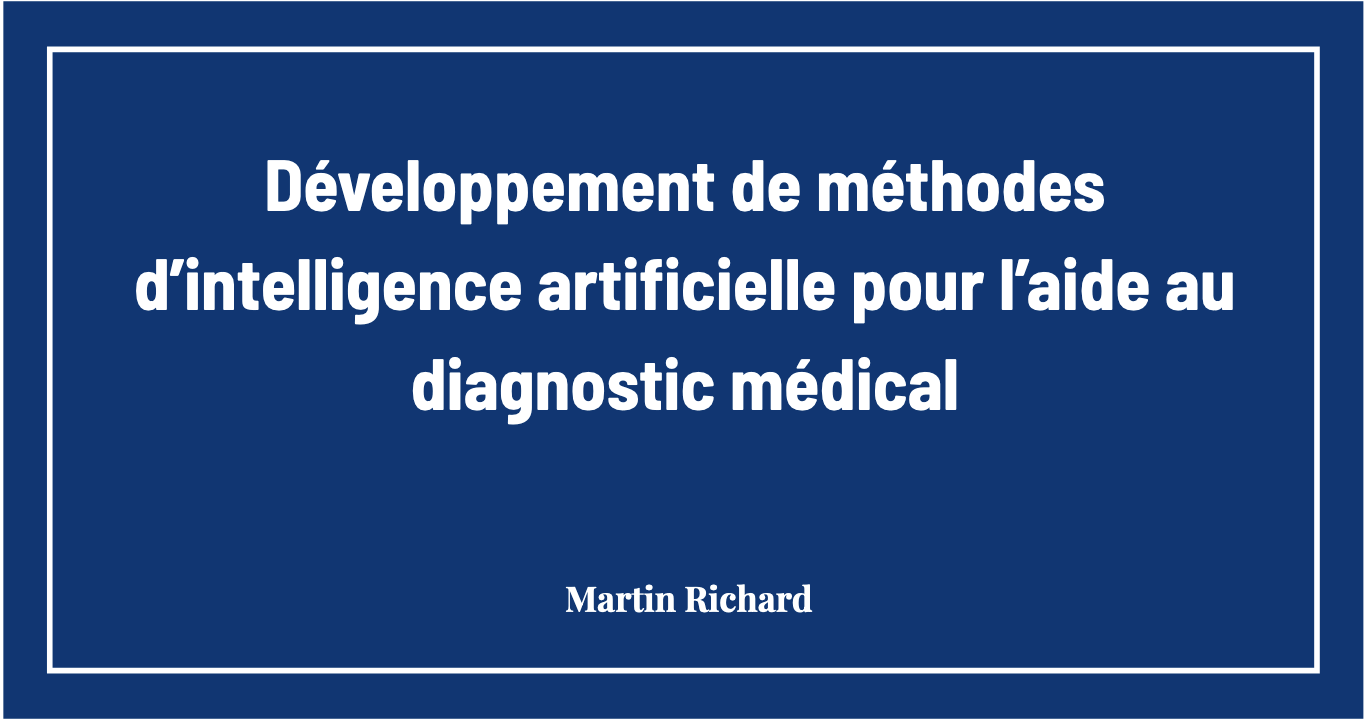 Développement de méthodes
d’intelligence artificielle pour l’aide au
diagnostic médical
Martin Richard